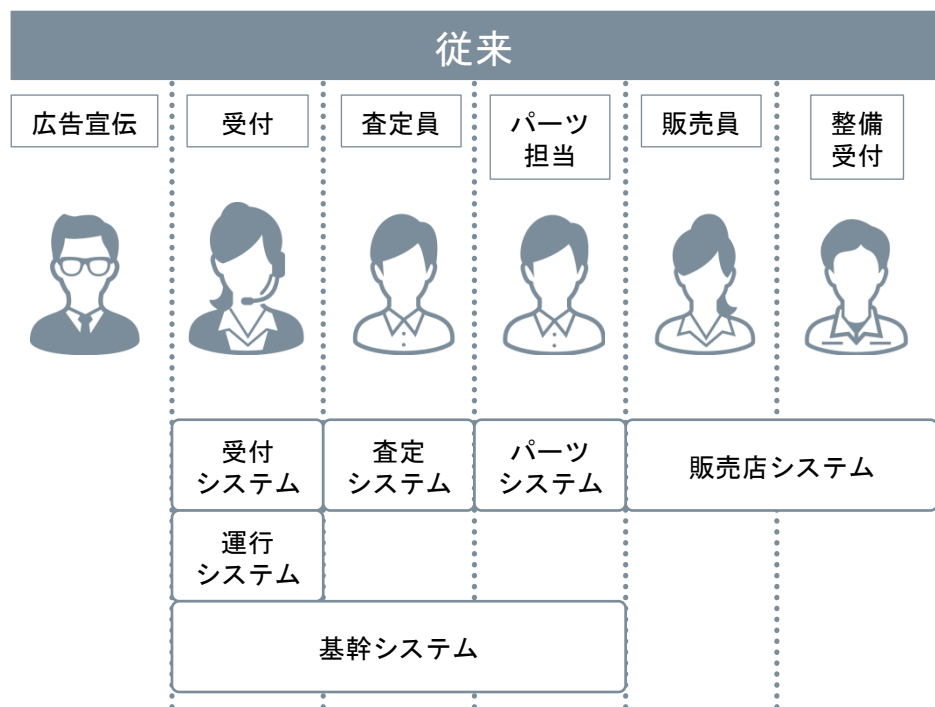 従来
広告宣伝
受付
査定員
パーツ
担当
販売員
整備
受付
受付
システム
査定
システム
パーツ
システム
販売店システム
運行
システム
基幹システム